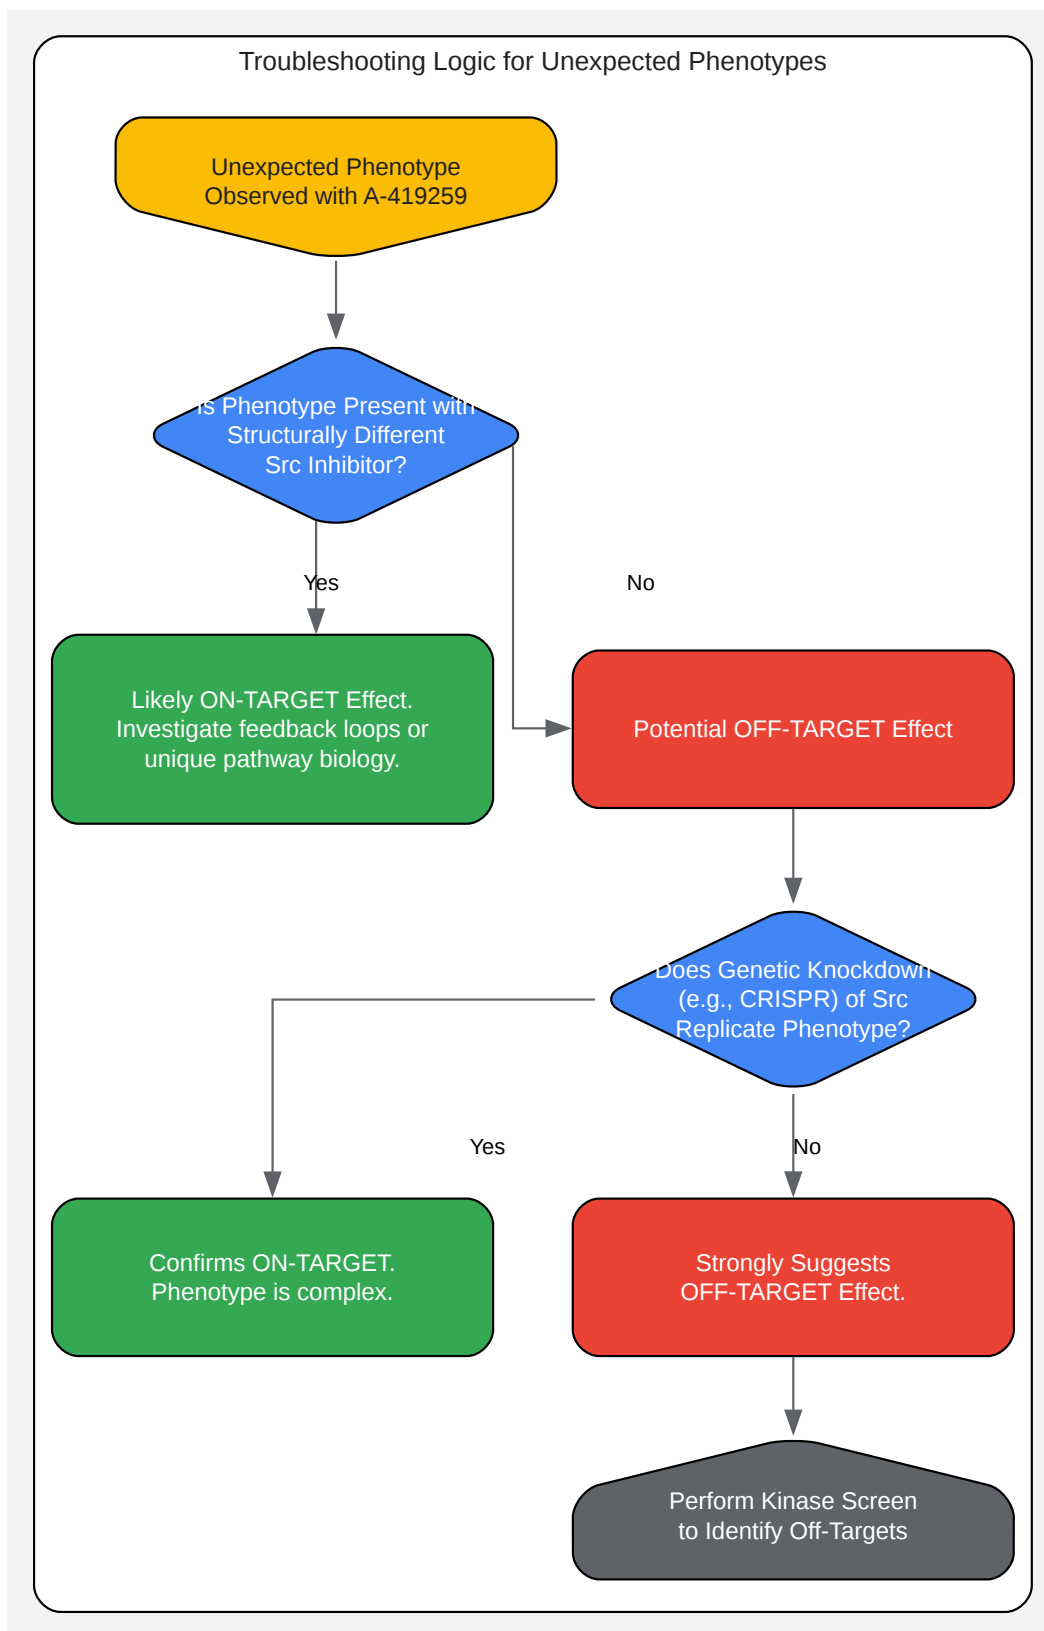 Troubleshooting Logic for Unexpected Phenotypes
Unexpected Phenotype
Observed with A-419259
Is Phenotype Present with
Structurally Different
Src Inhibitor?
Yes
No
Likely ON-TARGET Effect.
Investigate feedback loops or
unique pathway biology.
Potential OFF-TARGET Effect
Does Genetic Knockdown
(e.g., CRISPR) of Src
Replicate Phenotype?
Yes
No
Confirms ON-TARGET.
Phenotype is complex.
Strongly Suggests
OFF-TARGET Effect.
Perform Kinase Screen
to Identify Off-Targets